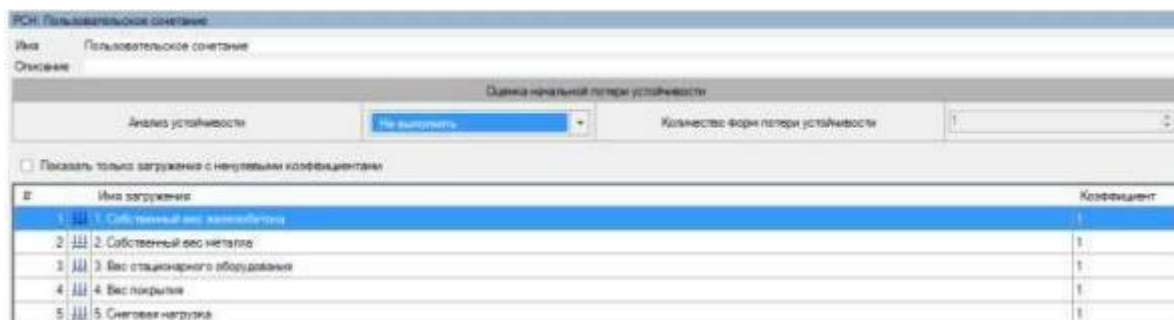 РСН: Пользовательское сочетание
Имя Пользовательское сочетание
Описание
Оценка начальной потери устойчивости
Анализ устойчивости Не выполнять Количество форм потери устойчивости 1
Показать только загружения с ненулевыми коэффициентами
# Имя загружения Коэффициент
1 1. Собственный вес железобетона 1
2 2. Собственный вес металла 1
3 3. Вес стационарного оборудования 1
4 4. Вес покрытия 1
5 5. Снеговая нагрузка 1